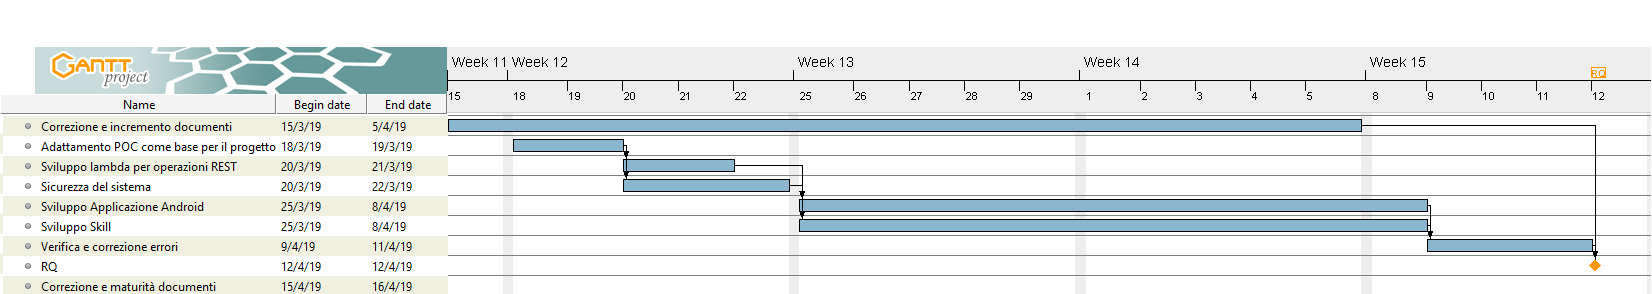 GANTT
project
Week 11 Week 12 Week 13 Week 14 Week 15
RQ
15 18 19 20 21 22 25 26 27 28 29 1 2 3 4 5 8 9 10 11 12
Name Begin date End date
Correzione e incremento documenti 15/3/19 5/4/19
Adattamento POC come base per il progetto 18/3/19 19/3/19
Sviluppo lambda per operazioni REST 20/3/19 21/3/19
Sicurezza del sistema 20/3/19 22/3/19
Sviluppo Applicazione Android 25/3/19 8/4/19
Sviluppo Skill 25/3/19 8/4/19
Verifica e correzione errori 9/4/19 11/4/19
RQ 12/4/19 12/4/19
Correzione e maturità documenti 15/4/19 16/4/19